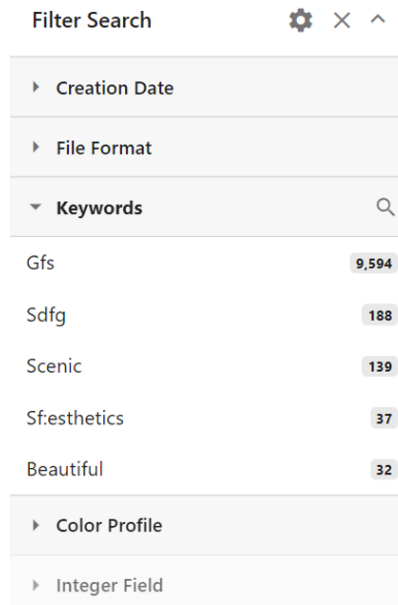 Filter Search
Creation Date
File Format
Keywords
Gfs 9,594
Sdfg 188
Scenic 139
Sf:esthetics 37
Beautiful 32
Color Profile
Integer Field